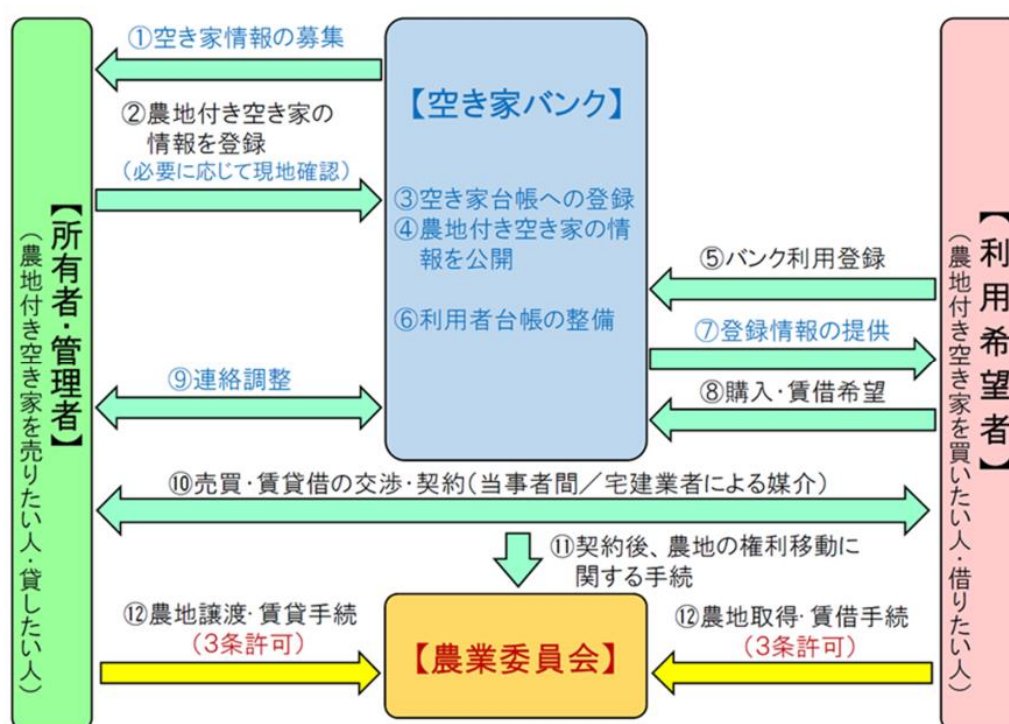 【所有者・管理者】
（農地付き空き家を売りたい人・貸したい人）
①空き家情報の募集
②農地付き空き家の
情報を登録
（必要に応じて現地確認）
【空き家バンク】
③空き家台帳への登録
④農地付き空き家の情
報を公開
⑥利用者台帳の整備
⑤バンク利用登録
⑦登録情報の提供
⑧購入・賃借希望
⑨連絡調整
【利用希望者】
（農地付き空き家を買いたい人・借りたい人）
⑩売買・賃貸借の交渉・契約（当事者間／宅建業者による媒介）
⑪契約後、農地の権利移動に
関する手続
⑫農地譲渡・賃貸手続
（3条許可）
【農業委員会】
⑫農地取得・賃借手続
（3条許可）